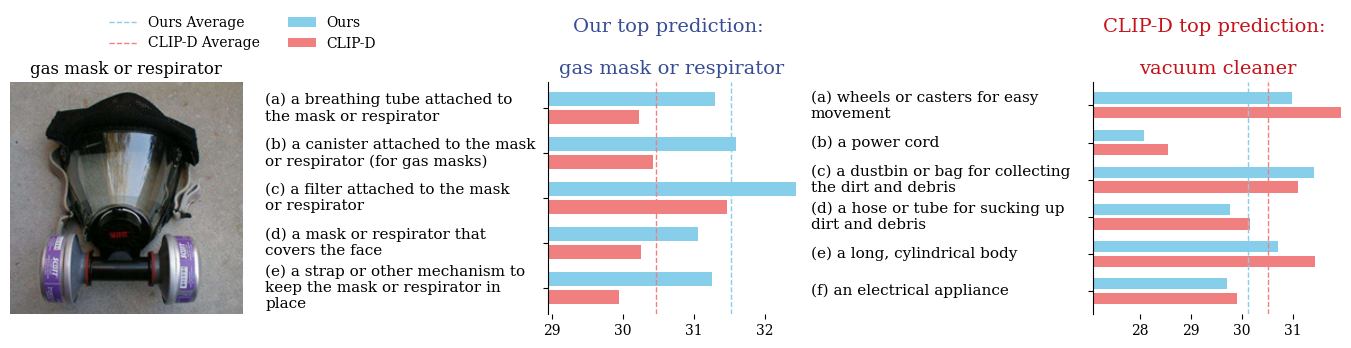 Ours Average
CLIP-D Average
Ours
CLIP-D
gas mask or respirator
Our top prediction:
gas mask or respirator
(a) a breathing tube attached to
the mask or respirator
(b) a canister attached to the mask
or respirator (for gas masks)
(c) a filter attached to the mask
or respirator
(d) a mask or respirator that
covers the face
(e) a strap or other mechanism to
keep the mask or respirator in
place
29 30 31 32
CLIP-D top prediction:
vacuum cleaner
(a) wheels or casters for easy
movement
(b) a power cord
(c) a dustbin or bag for collecting
the dirt and debris
(d) a hose or tube for sucking up
dirt and debris
(e) a long, cylindrical body
(f) an electrical appliance
28 29 30 31